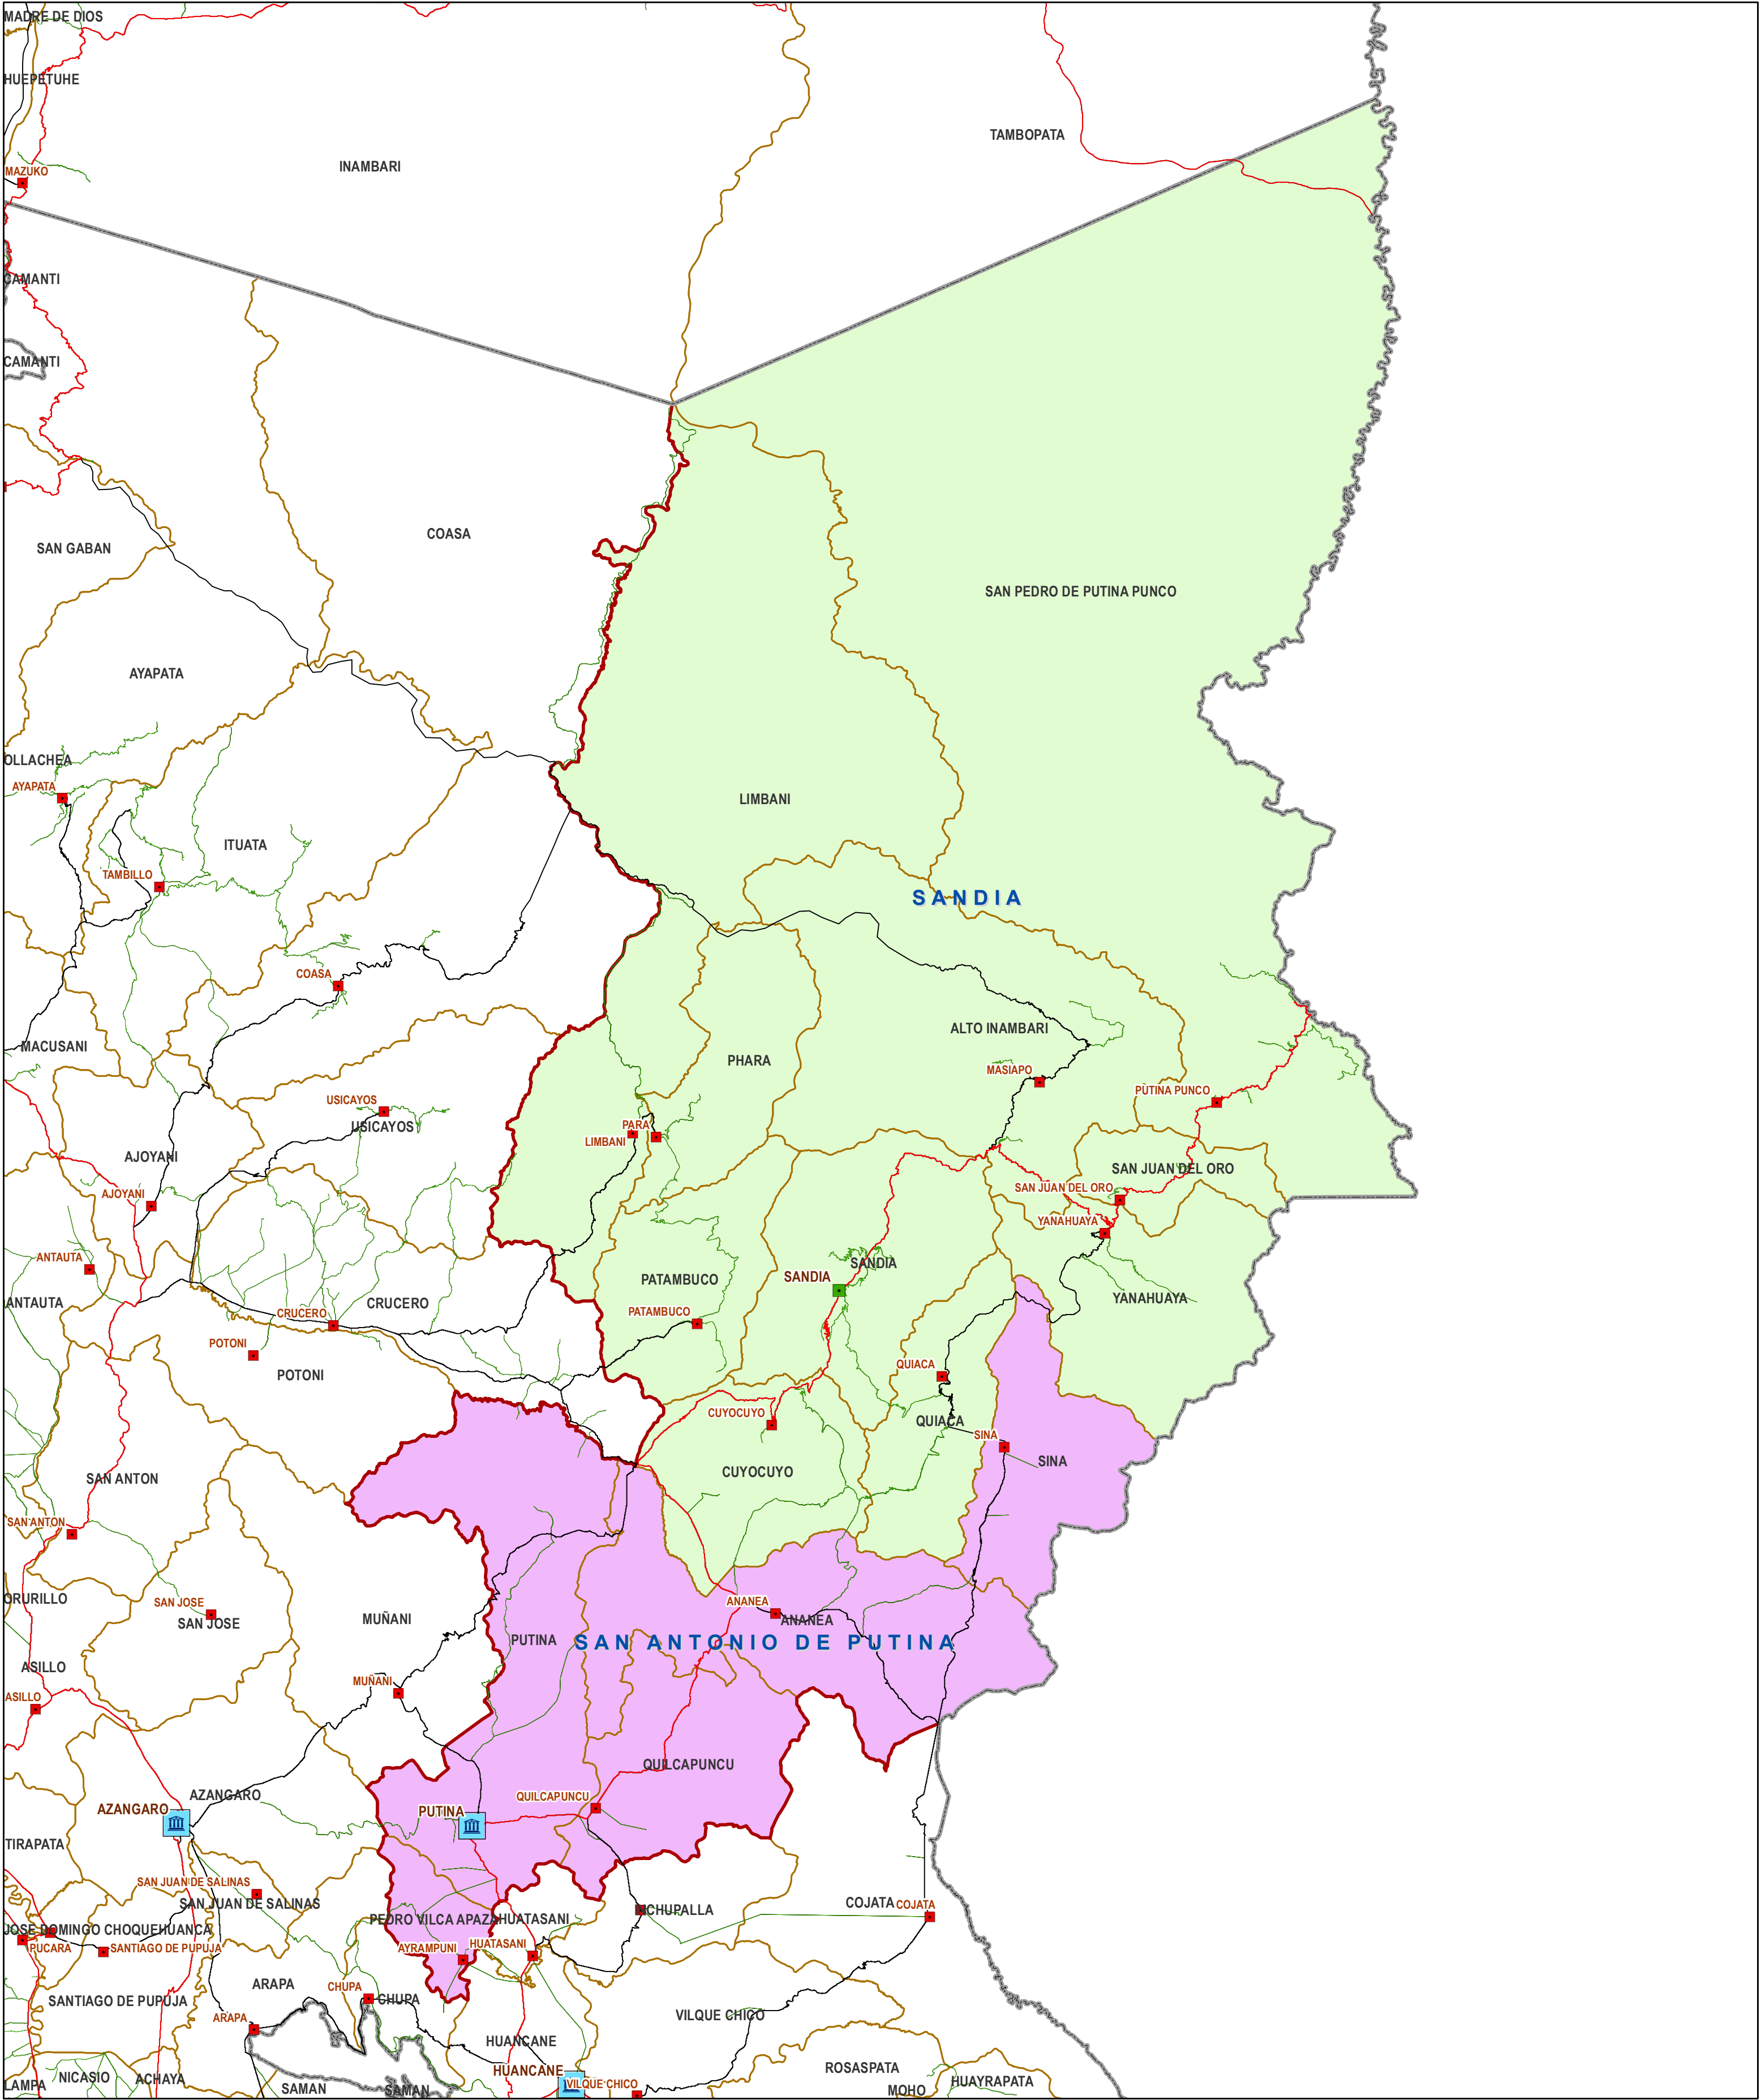 MADRE DE DIOS
HUEPETUHE
TAMBOPATA
INAMBARI
MAZUKO
CAMANTI
CAMANTI
COASA
SAN GABAN
SAN PEDRO DE PUTINA PUNCO
AYAPATA
OLLACHEA
AYAPATA
LIMBANI
ITUATA
TAMBILLO
SANDIA
COASA
ALTO INAMBARI
MACUSANI
PHARA
MASIAPO
PUTINA PUNCO
USICAYOS
USICAYOS
PARA
LIMBANI
AJOYANI
SAN JUAN DEL ORO
AJOYANI
SAN JUAN DEL ORO
YANAHUAYA
ANTAUTA
SANDIA
SANDIA
PATAMBUCO
YANAHUAYA
ANTAUTA
CRUCERO
CRUCERO
PATAMBUCO
POTONI
POTONI
QUIACA
CUYOCUYO
QUIACA
SINA
SINA
CUYOCUYO
SAN ANTON
SAN ANTON
ORURILLO
SAN JOSE
SAN JOSE
MUÑANI
ANANEA
ANANEA
PUTINA
SAN ANTONIO DE PUTINA
ASILLO
MUÑANI
ASILLO
QUILCAPUNCU
AZANGARO
QUILCAPUNCU
AZANGARO
PUTINA
TIRAPATA
SAN JUAN DE SALINAS
SAN JUAN DE SALINAS
COJATA
COJATA
CHUPALLA
PEDRO VILCA APAZA
HUATASANI
JOSE DOMINGO CHOQUEHUANCA
PUCARA
SANTIAGO DE PUPUJA
AYRAMPUNI
HUATASANI
ARAPA
CHUPA
CHUPA
SANTIAGO DE PUPUJA
ARAPA
VILQUE CHICO
HUANCANE
HUANCANE
ROSASPATA
LAMPA
NICASIO
ACHAYA
SAMAN
SAMAN
VILQUE CHICO
MOHO
HUAYRAPATA